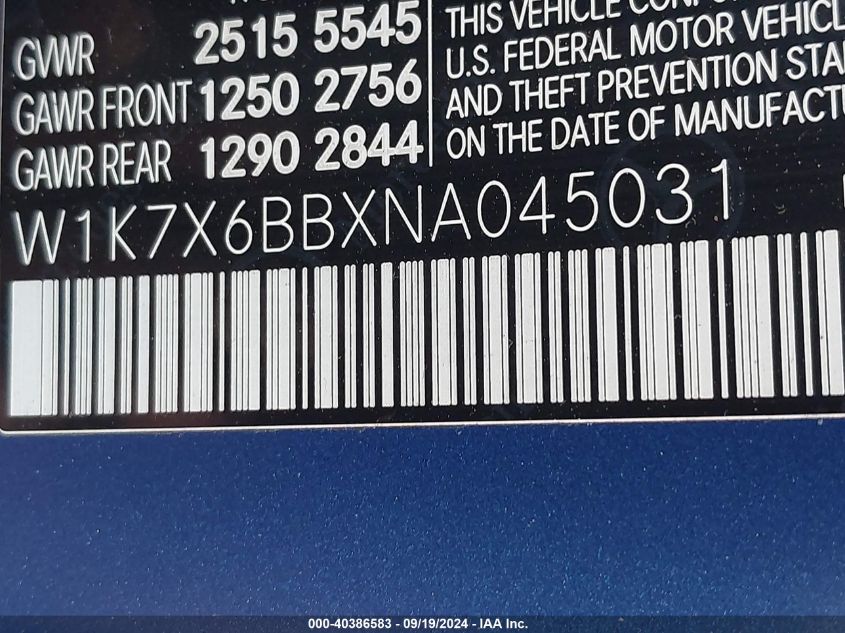 GVWR 2515 5545
GAWR FRONT 1250 2756
GAWR REAR 1290 2844
THIS VEHICLE
U.S. FEDERAL MOTOR VEHICL
AND THEFT PREVENTION STA
ON THE DATE OF MANUFACT
W1K7X6BBXNA045031
000-40386583 - 09/19/2024 - IAA Inc.